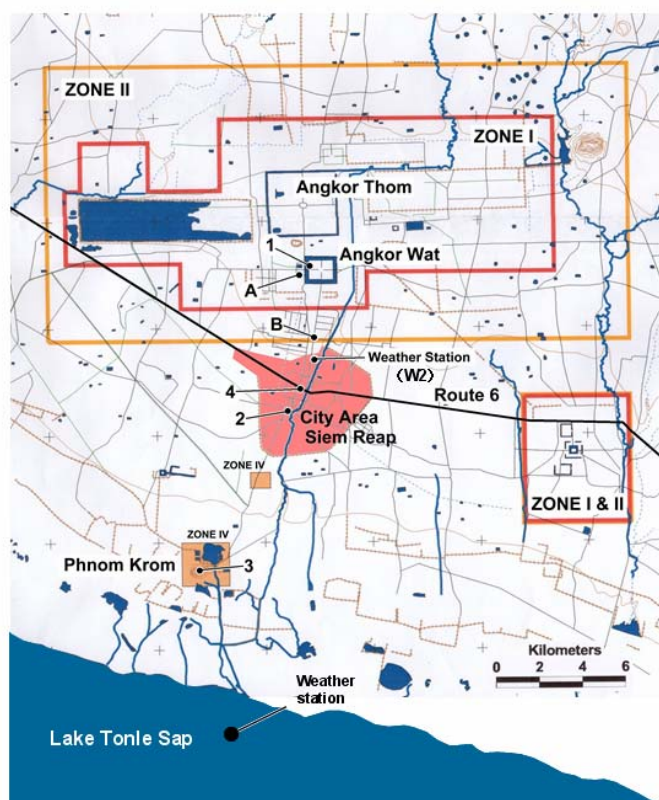 ZONE II
ZONE I
Angkor Thom
1
Angkor Wat
A
B
Weather Station
(W2)
4
Route 6
2
City Area
Siem Reap
ZONE IV
ZONE I & II
ZONE IV
Phnom Krom
3
Kilometers
0 2 4 6
Weather
station
Lake Tonle Sap